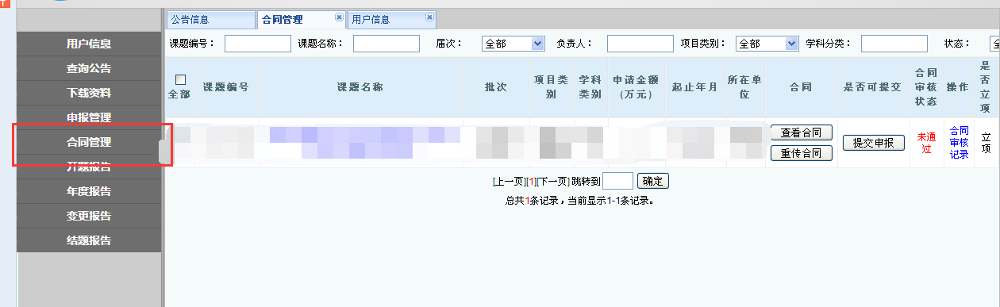 公告信息 合同管理 用户信息
课题编号： 课题名称： 届次： 全部 负责人： 项目类别： 全部 学科分类： 状态：
全部 课题编号 课题名称 批次 项目类别 学科类别 申请金额（万元） 起止年月 所在单位 合同 是否可提交 合同审核状态 操作 是否立项
查看合同
重传合同
提交申报
未通过
合同审核记录
立项
[上一页][1][下一页] 跳转到 确定
总共1条记录，当前显示1-1条记录。
用户信息
查询公告
下载资料
申报管理
合同管理
开题报告
年度报告
变更报告
结题报告